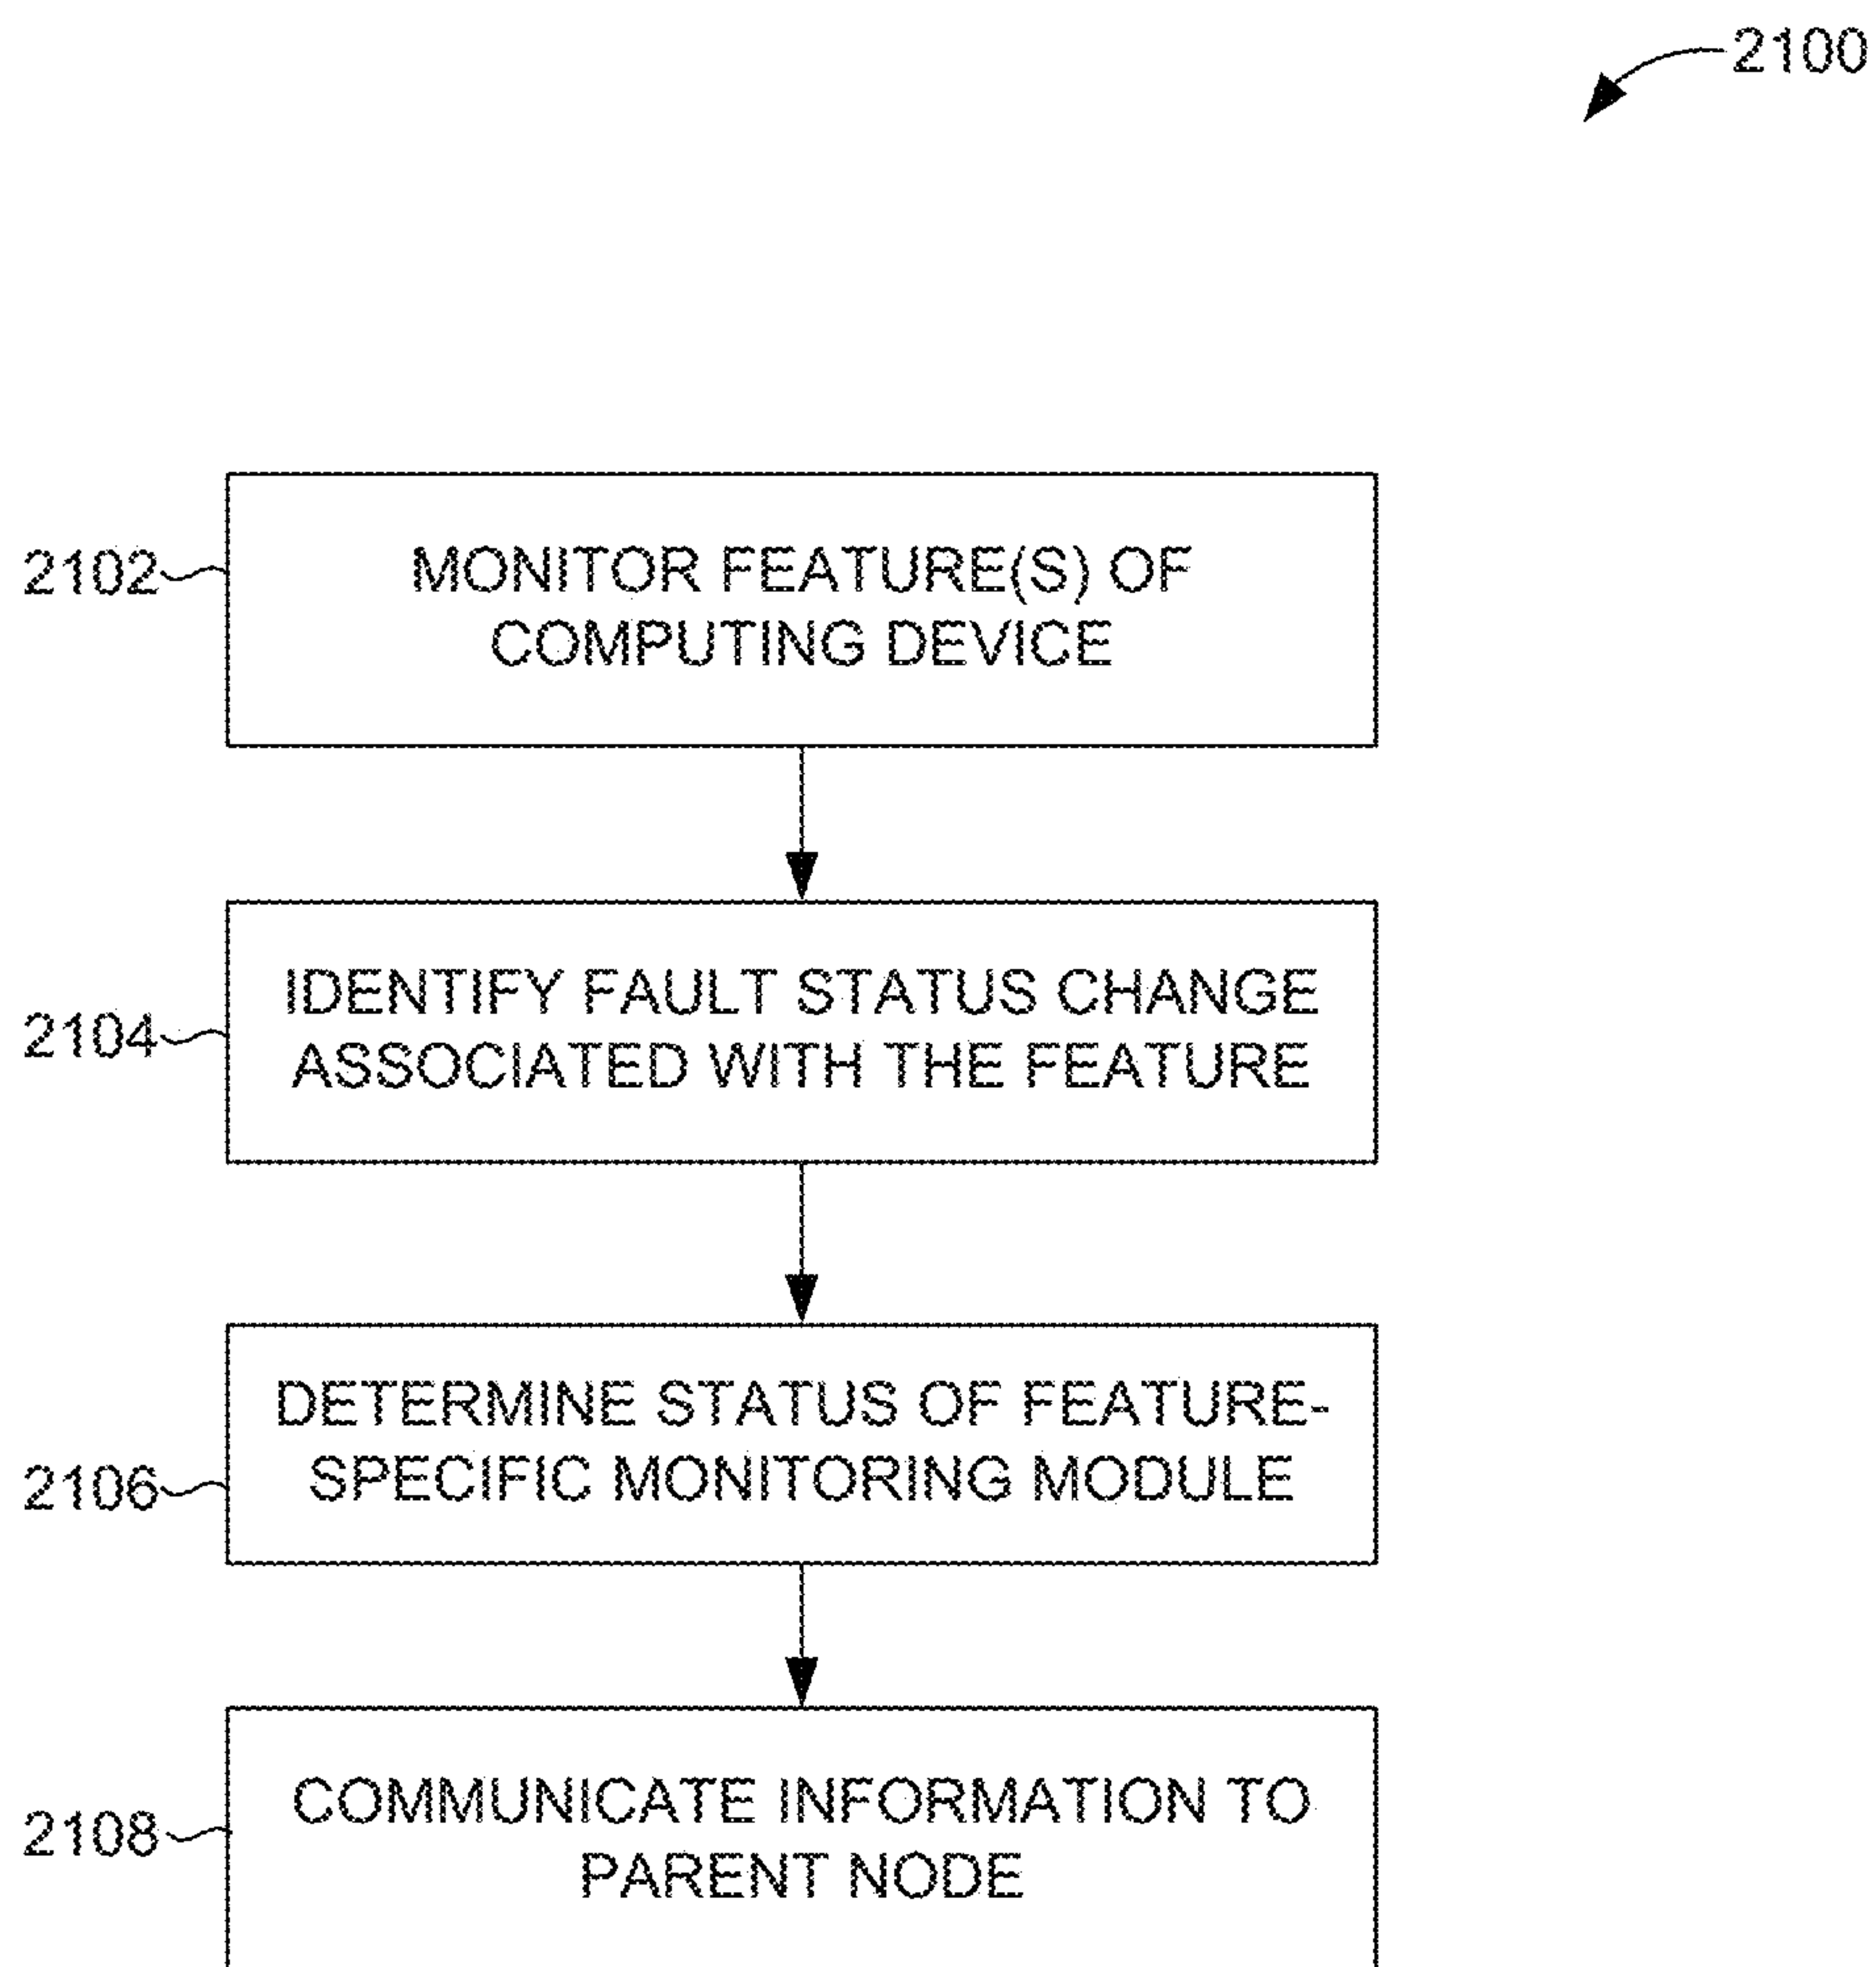 2100
2102
MONITOR FEATURE(S) OF
COMPUTING DEVICE
2104
IDENTIFY FAULT STATUS CHANGE
ASSOCIATED WITH THE FEATURE
2106
DETERMINE STATUS OF FEATURE-
SPECIFIC MONITORING MODULE
2108
COMMUNICATE INFORMATION TO
PARENT NODE